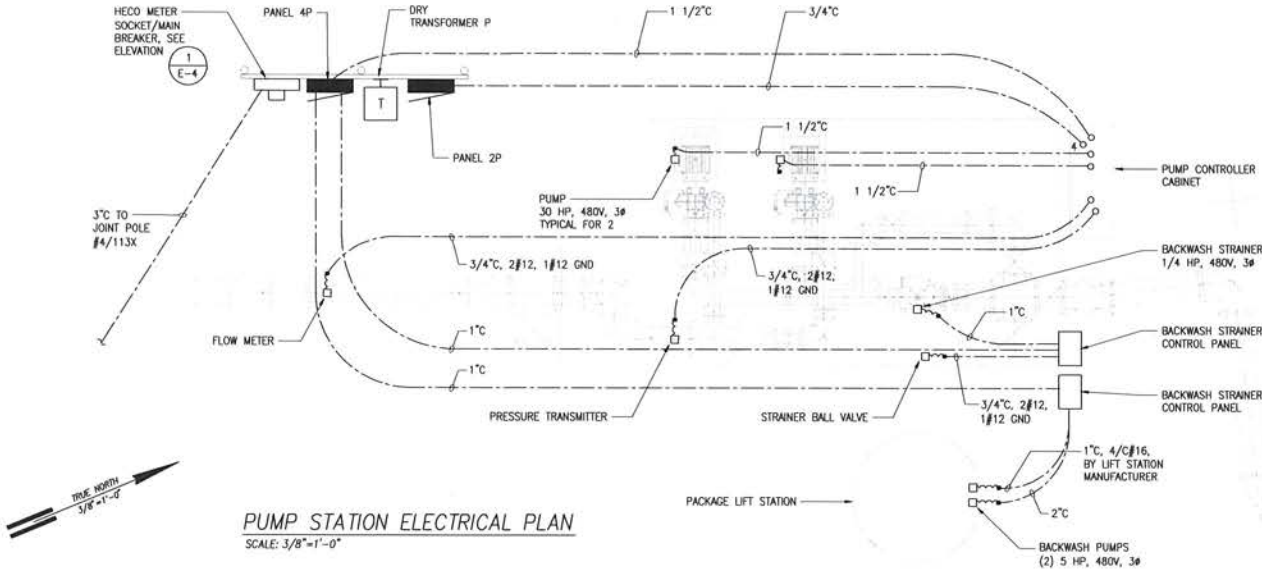 HECO METER
SOCKET/MAIN
BREAKER, SEE
ELEVATION
1
E-4
PANEL 4P
DRY
TRANSFORMER P
1 1/2"C
3/4"C
T
PANEL 2P
3"C TO
JOINT POLE
#4/113X
1 1/2"C
4
1 1/2"C
PUMP
30 HP, 480V, 3ø
TYPICAL FOR 2
PUMP CONTROLLER
CABINET
3/4"C, 2#12, 1#12 GND
3/4"C, 2#12,
1#12 GND
BACKWASH STRAINER
1/4 HP, 480V, 3ø
FLOW METER
1"C
1"C
1"C
BACKWASH STRAINER
CONTROL PANEL
PRESSURE TRANSMITTER
STRAINER BALL VALVE
3/4"C, 2#12,
1#12 GND
BACKWASH STRAINER
CONTROL PANEL
1"C, 4/C#16,
BY LIFT STATION
MANUFACTURER
PACKAGE LIFT STATION
2"C
BACKWASH PUMPS
(2) 5 HP, 480V, 3ø
TRUE NORTH
3/8"=1'-0"
PUMP STATION ELECTRICAL PLAN
SCALE: 3/8"=1'-0"